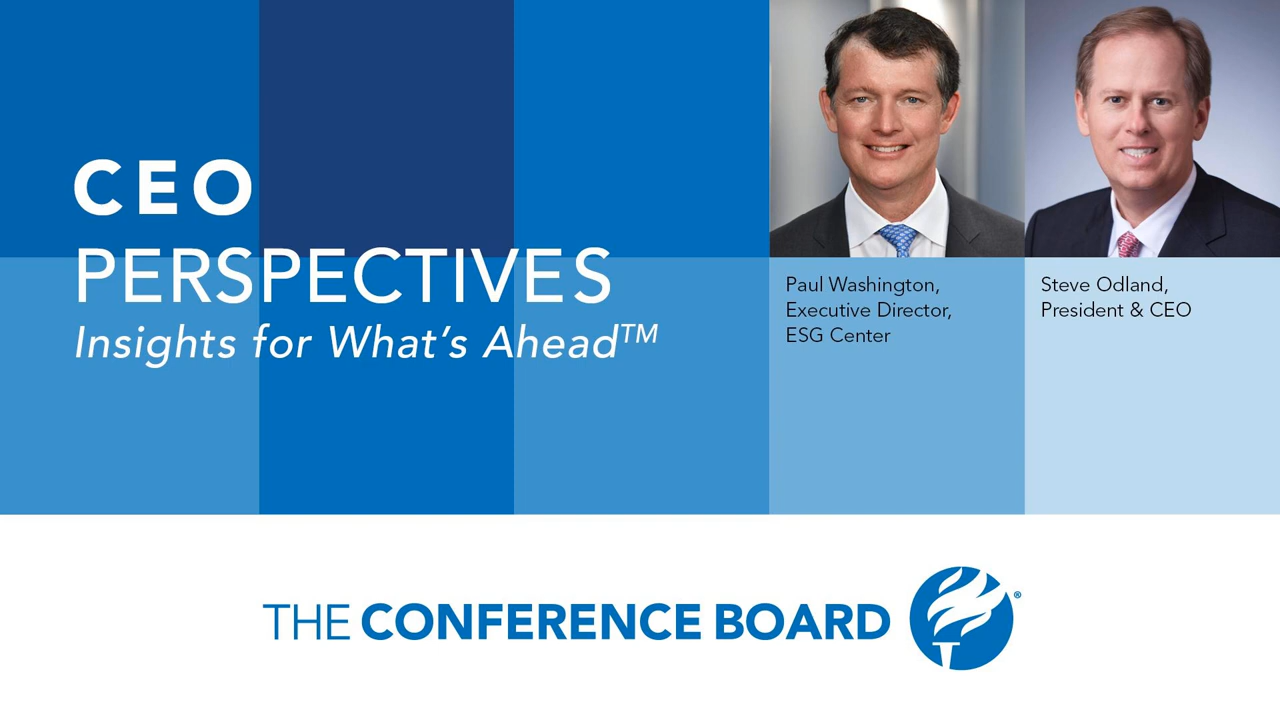 CEO
PERSPECTIVES
Insights for What's Ahead™
Paul Washington,
Executive Director,
ESG Center
Steve Odland,
President & CEO
THE CONFERENCE BOARD ®